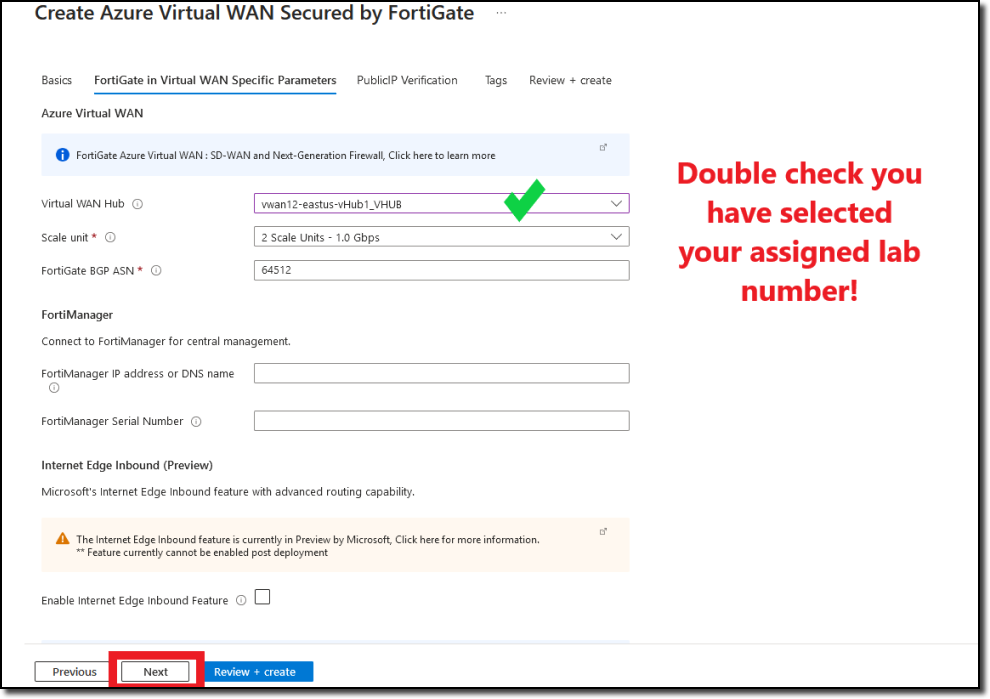 Create Azure Virtual WAN Secured by FortiGate ...
Basics FortiGate in Virtual WAN Specific Parameters PublicIP Verification Tags Review + create
Azure Virtual WAN
FortiGate Azure Virtual WAN : SD-WAN and Next-Generation Firewall, Click here to learn more
Virtual WAN Hub
vwan12-eastus-vHub1_VHUB
Scale unit *
2 Scale Units - 1.0 Gbps
FortiGate BGP ASN *
64512
Double check you
have selected
your assigned lab
number!
FortiManager
Connect to FortiManager for central management.
FortiManager IP address or DNS name
FortiManager Serial Number
Internet Edge Inbound (Preview)
Microsoft's Internet Edge Inbound feature with advanced routing capability.
The Internet Edge Inbound feature is currently in Preview by Microsoft, Click here for more information.
** Feature currently cannot be enabled post deployment
Enable Internet Edge Inbound Feature
Previous Next Review + create